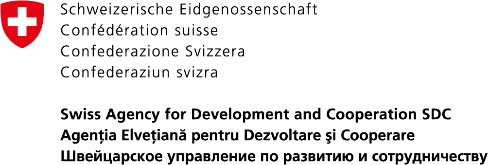 Schweizerische Eidgenossenschaft
Confédération suisse
Confederazione Svizzera
Confederaziun svizra
Swiss Agency for Development and Cooperation SDC
Agenția Elvețiană pentru Dezvoltare și Cooperare
Швейцарское управление по развитию и сотрудничеству